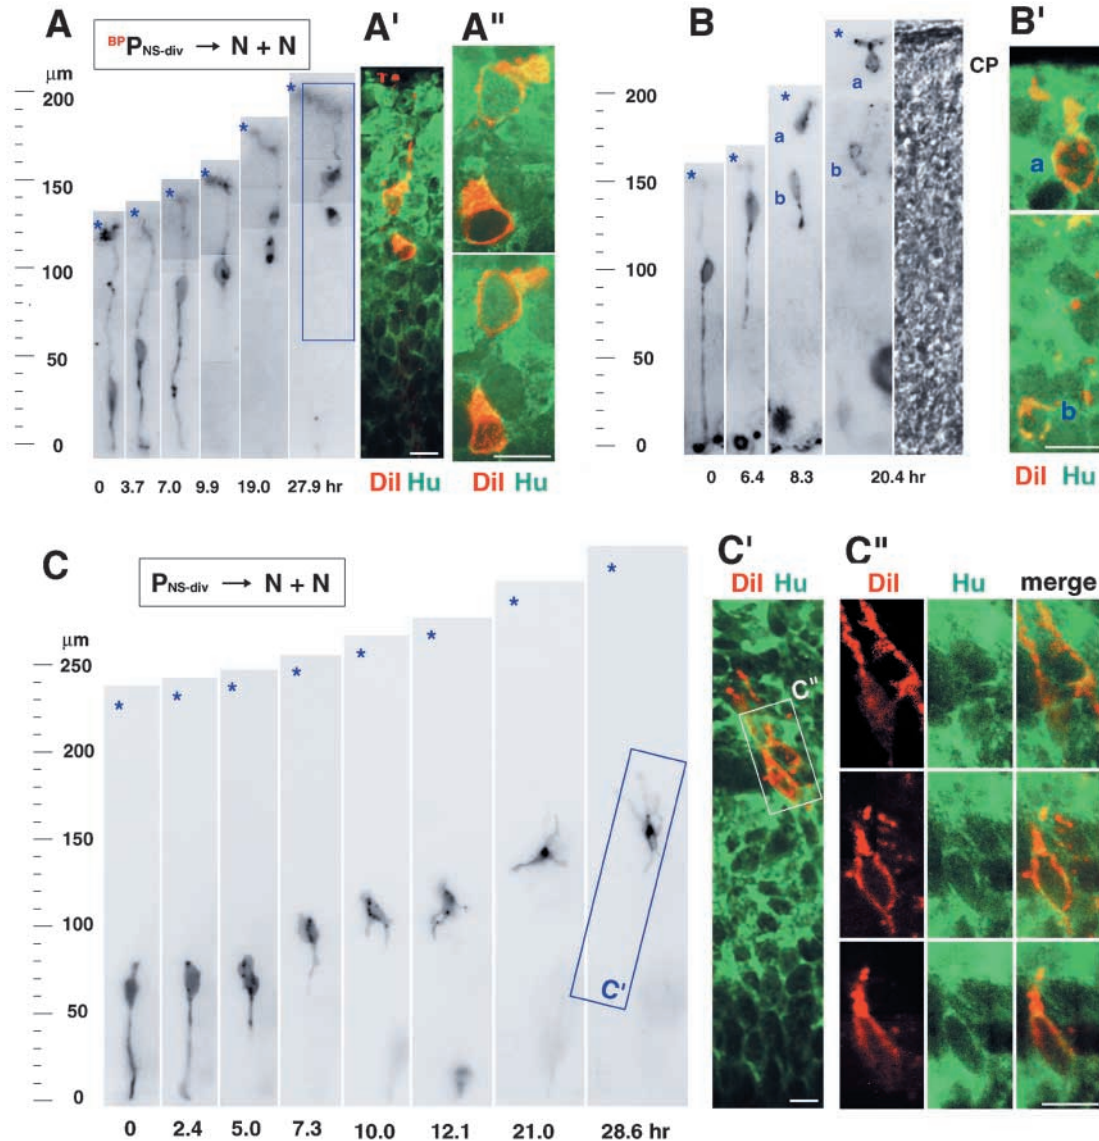 A
BP PNS-div → N + N
μm
200
150
100
50
0
*
*
*
*
*
*
0 3.7 7.0 9.9 19.0 27.9 hr
A'
DiI Hu
A"
DiI Hu
B
200
150
100
50
0
*
*
*
a
b
*
a
b
CP
0 6.4 8.3 20.4 hr
B'
a
b
DiI Hu
C
PNS-div → N + N
μm
250
200
150
100
50
0
*
*
*
*
*
*
*
*
C'
0 2.4 5.0 7.3 10.0 12.1 21.0 28.6 hr
C'
DiI Hu
C"
C"
DiI Hu merge